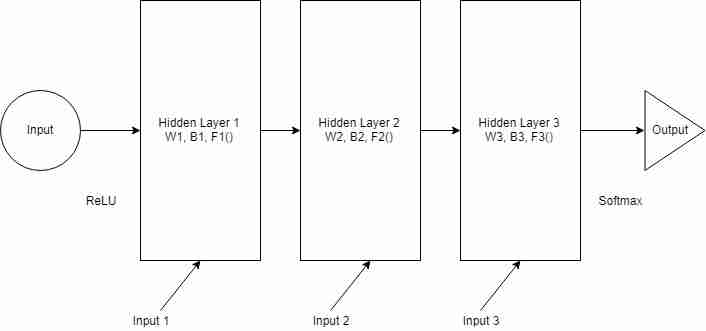 Input
Hidden Layer 1
W1, B1, F1()
Hidden Layer 2
W2, B2, F2()
Hidden Layer 3
W3, B3, F3()
Output
ReLU
Softmax
Input 1
Input 2
Input 3